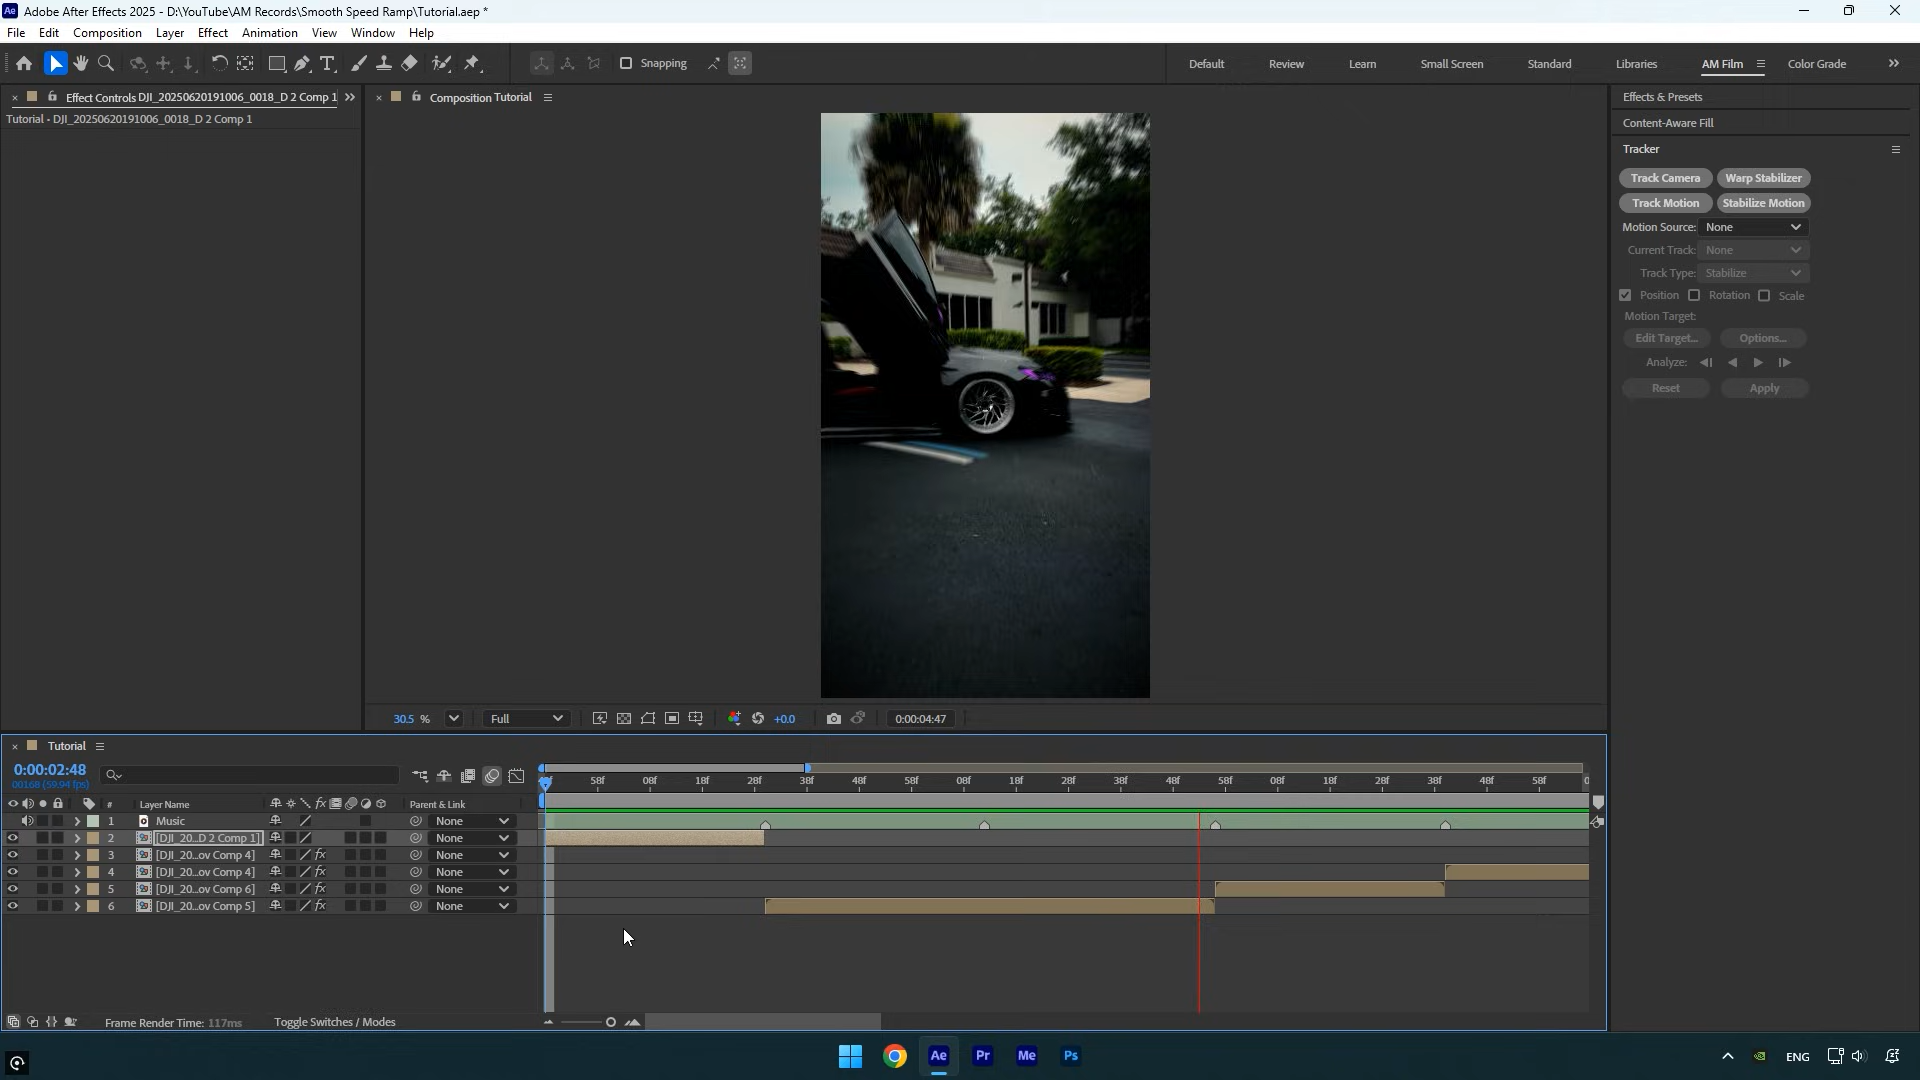 Adobe After Effects 2025 - D:\YouTube\AM Records\Smooth Speed Ramp\Tutorial.aep *
File Edit Composition Layer Effect Animation View Window Help
Snapping
Default Review Learn Small Screen Standard Libraries AM Film Color Grade
Effect Controls DJI_20250620191006_0018_D 2 Comp 1
Composition Tutorial
Effects & Presets
Tutorial • DJI_20250620191006_0018_D 2 Comp 1
Content-Aware Fill
Tracker
Track Camera Warp Stabilizer
Track Motion Stabilize Motion
Motion Source: None
Current Track: None
Track Type: Stabilize
Position Rotation Scale
Motion Target:
Edit Target... Options...
Analyze:
Reset Apply
30.5 % Full +0.0 0:00:04:47
Tutorial
0:00:02:48
00168 (59.94 fps)
58f 08f 18f 28f 38f 48f 58f 08f 18f 28f 38f 48f 58f 08f 18f 28f 38f 48f 58f
# Layer Name fx Parent & Link
1 Music None
2 [DJI_20...D 2 Comp 1] None
3 [DJI_20...ov Comp 4] fx None
4 [DJI_20...ov Comp 4] fx None
5 [DJI_20...ov Comp 6] fx None
6 [DJI_20...ov Comp 5] fx None
Frame Render Time: 117ms Toggle Switches / Modes
Ae Pr Me Ps
ENG